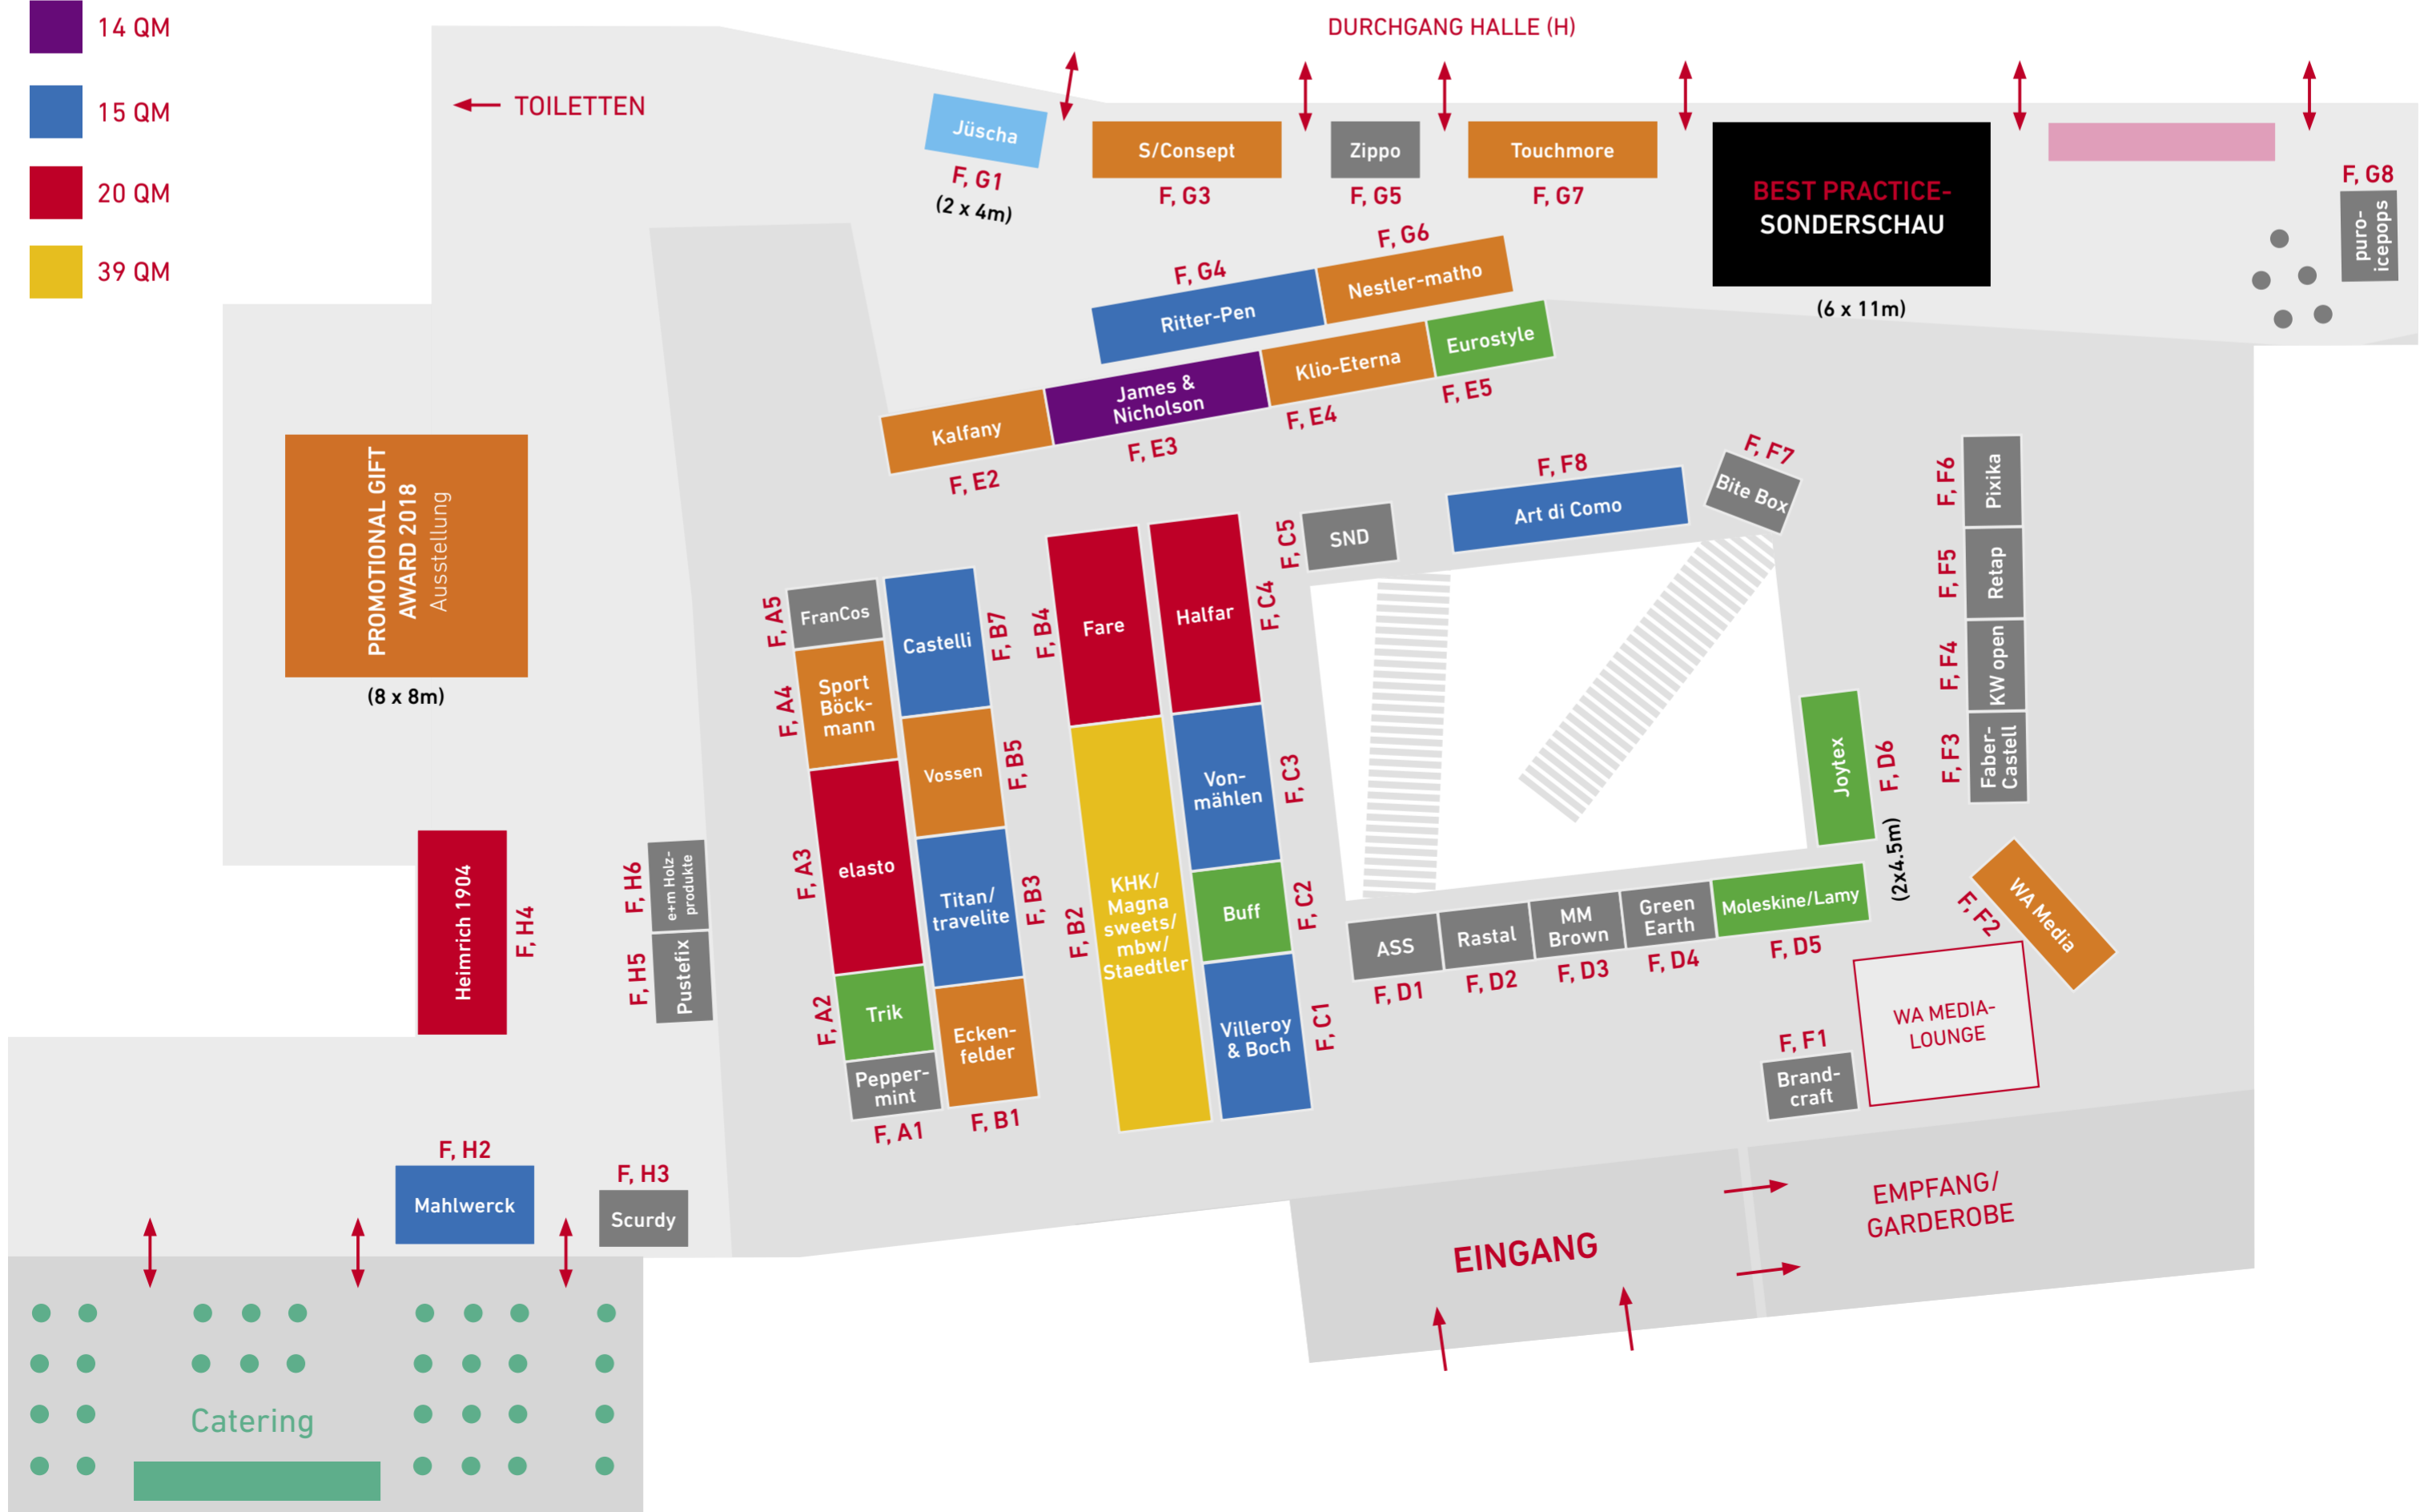 14 QM
15 QM
20 QM
39 QM
DURCHGANG HALLE (H)
TOILETTEN
Jüscha
F, G1
(2 x 4m)
S/Consept
F, G3
Zippo
F, G5
Touchmore
F, G7
BEST PRACTICE-
SONDERSCHAU
(6 x 11m)
F, G8
puro-
icepops
F, G4
Ritter-Pen
F, G6
Nestler-matho
Kalfany
F, E2
James &
Nicholson
F, E3
Klio-Eterna
F, E4
Eurostyle
F, E5
PROMOTIONAL GIFT
AWARD 2018
Ausstellung
(8 x 8m)
F, C5
SND
F, F8
Art di Como
F, F7
Bite Box
F, F6
Pixika
F, F5
Retap
F, F4
KW open
F, F3
Faber-
Castell
F, A5
FranCos
F, A4
Sport
Böck-
mann
F, A3
elasto
F, A2
Trik
Pepper-
mint
F, A1
Castelli
F, B7
Vossen
F, B5
Titan/
travelite
F, B3
Ecken-
felder
F, B1
F, B4
Fare
F, B2
KHK/
Magna
sweets/
mbw/
Staedtler
Halfar
F, C4
Von-
mählen
F, C3
Buff
F, C2
Villeroy
& Boch
F, C1
Joytex
F, D6
(2x4.5m)
ASS
F, D1
Rastal
F, D2
MM
Brown
F, D3
Green
Earth
F, D4
Moleskine/Lamy
F, D5
WA Media
F, F2
WA MEDIA-
LOUNGE
F, F1
Brand-
craft
Heimrich 1904
F, H4
F, H6
e+m Holz-
produkte
F, H5
Pustefix
F, H2
Mahlwerck
F, H3
Scurdy
EINGANG
EMPFANG/
GARDEROBE
Catering